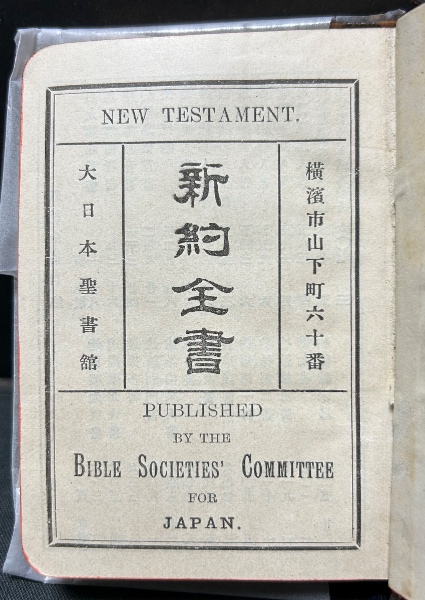 NEW TESTAMENT.
横濱市山下町六十番
新約全書
大日本聖書館
PUBLISHED
BY THE
BIBLE SOCIETIES' COMMITTEE
FOR
JAPAN.